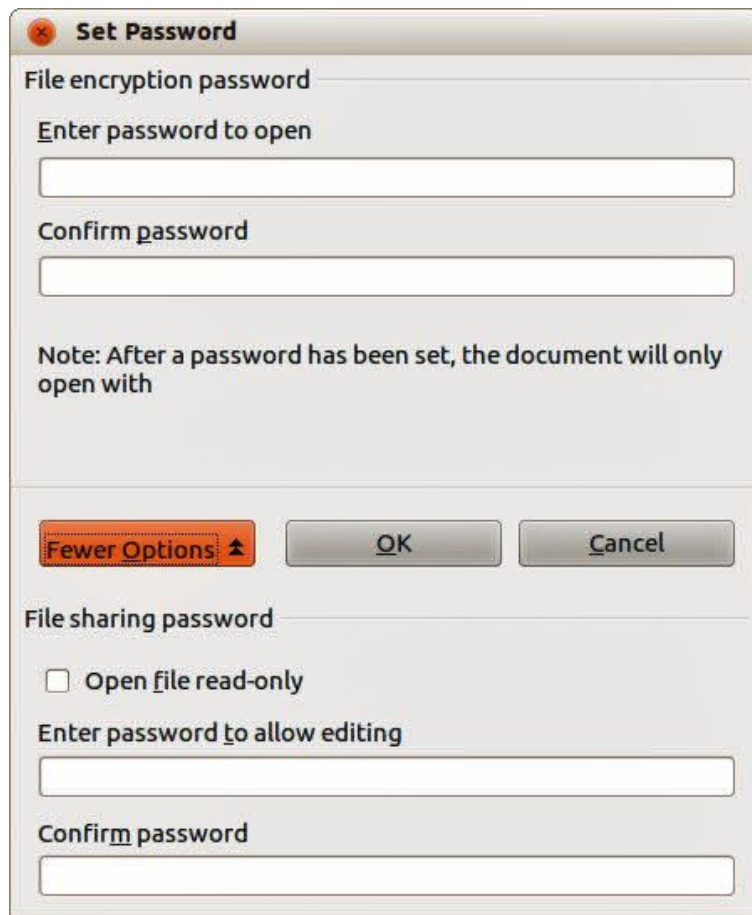 Set Password
File encryption password
Enter password to open
Confirm password
Note: After a password has been set, the document will only
open with
Fewer Options
OK
Cancel
File sharing password
Open file read-only
Enter password to allow editing
Confirm password